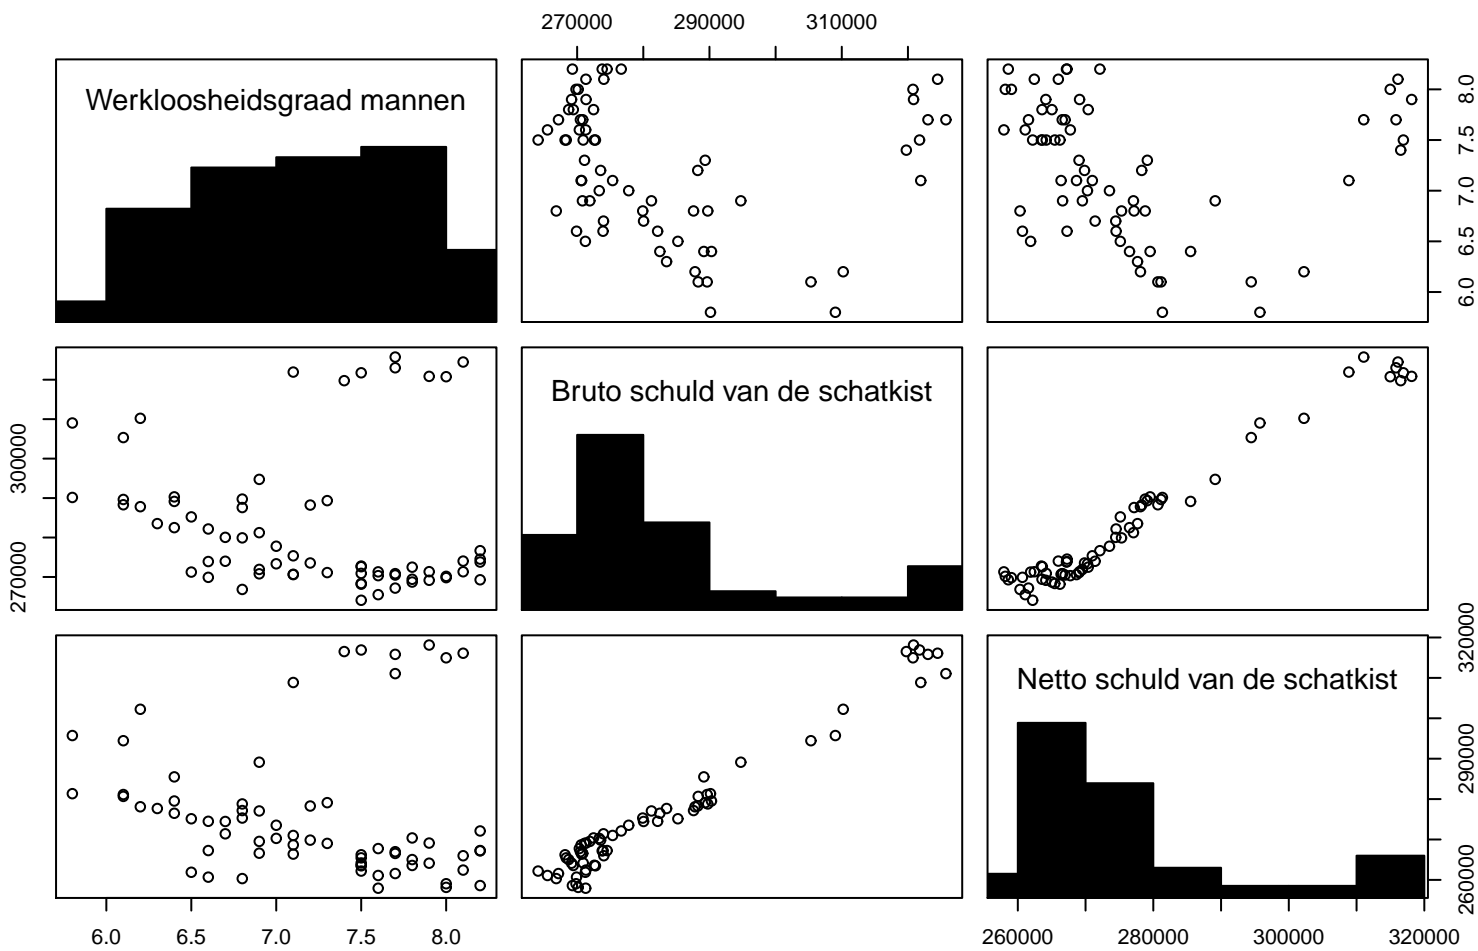 270000 290000 310000
Werkloosheidsgraad mannen
6.0 6.5 7.0 7.5 8.0
Bruto schuld van de schatkist
270000 300000
Netto schuld van de schatkist
260000 290000 320000
6.0 6.5 7.0 7.5 8.0
260000 280000 300000 320000